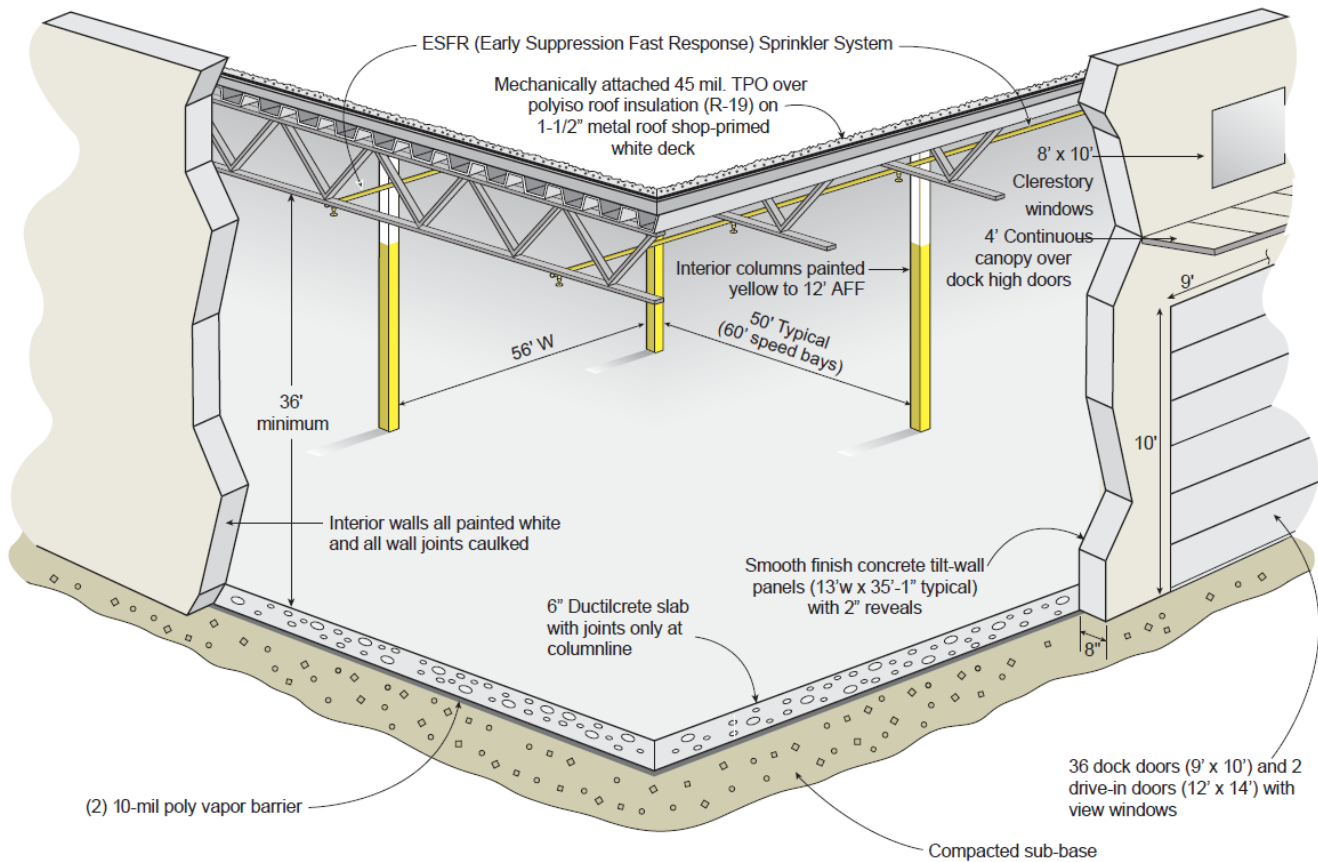 ESFR (Early Suppression Fast Response) Sprinkler System
Mechanically attached 45 mil. TPO over
polyiso roof insulation (R-19) on
1-1/2” metal roof shop-primed
white deck
8’ x 10’
Clerestory
windows
4’ Continuous
canopy over
dock high doors
9'
Interior columns painted
yellow to 12’ AFF
56’ W
50’ Typical
(60’ speed bays)
36’
minimum
10’
Interior walls all painted white
and all wall joints caulked
Smooth finish concrete tilt-wall
panels (13’w x 35’-1” typical)
with 2” reveals
6” Ductilcrete slab
with joints only at
columnline
8”
(2) 10-mil poly vapor barrier
36 dock doors (9’ x 10’) and 2
drive-in doors (12’ x 14’) with
view windows
Compacted sub-base